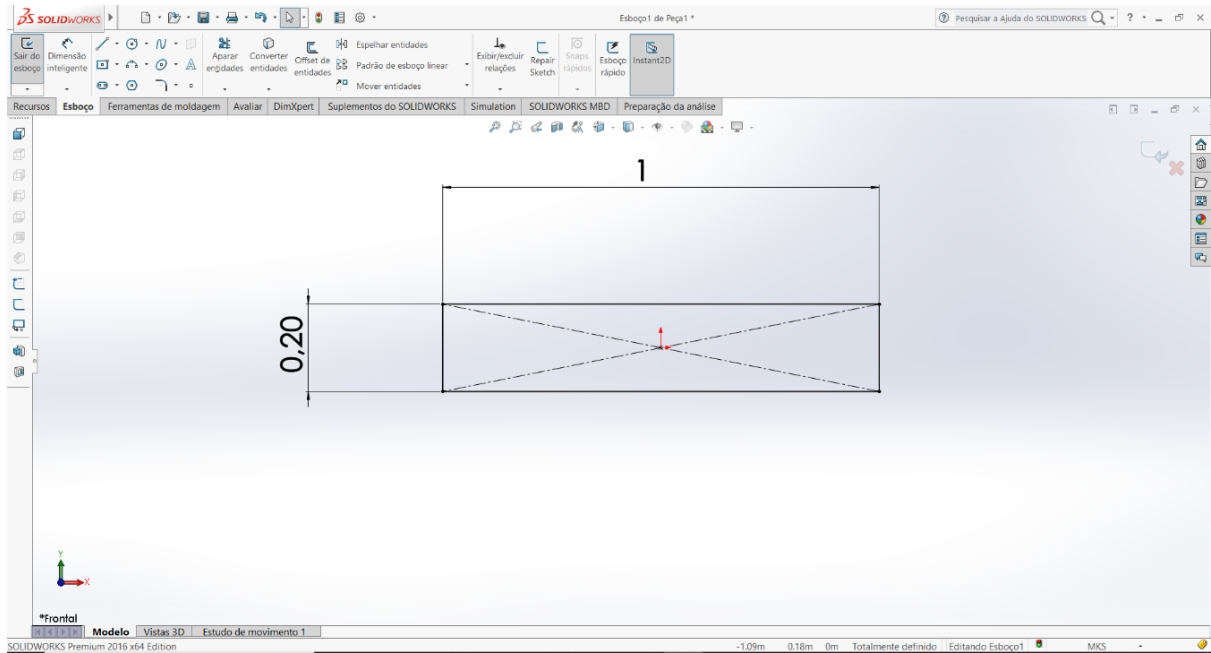 SOLIDWORKS
Esboço1 de Peça1 *
Pesquisar a Ajuda do SOLIDWORKS
?
Sair do esboço
Dimensão inteligente
Aparar entidades
Converter entidades
Offset de entidades
Espelhar entidades
Padrão de esboço linear
Mover entidades
Exibir/excluir relações
Repair Sketch
Snaps rápidos
Esboço rápido
Instant2D
Recursos Esboço Ferramentas de moldagem Avaliar DimXpert Suplementos do SOLIDWORKS Simulation SOLIDWORKS MBD Preparação da análise
1
0,20
Y
X
*Frontal
Modelo Vistas 3D Estudo de movimento 1
SOLIDWORKS Premium 2016 x64 Edition -1.09m 0.18m 0m Totalmente definido Editando Esboço1 MKS